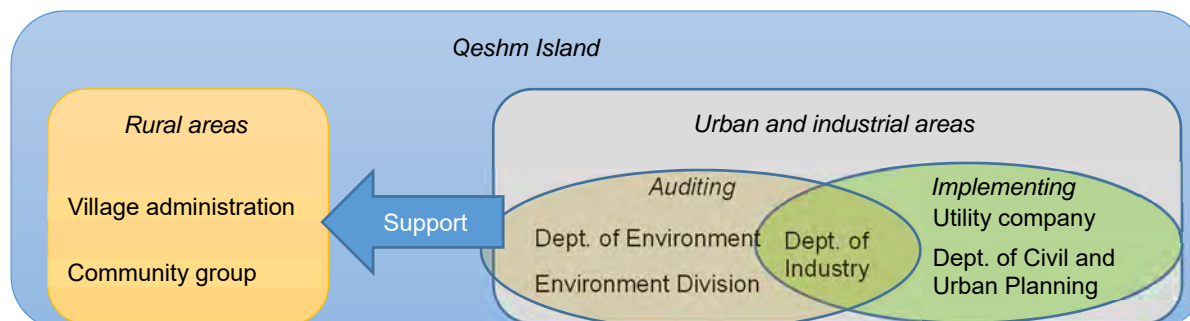 Qeshm Island
Rural areas
Village administration
Community group
Support
Urban and industrial areas
Auditing
Dept. of Environment
Environment Division
Dept. of
Industry
Implementing
Utility company
Dept. of Civil and
Urban Planning